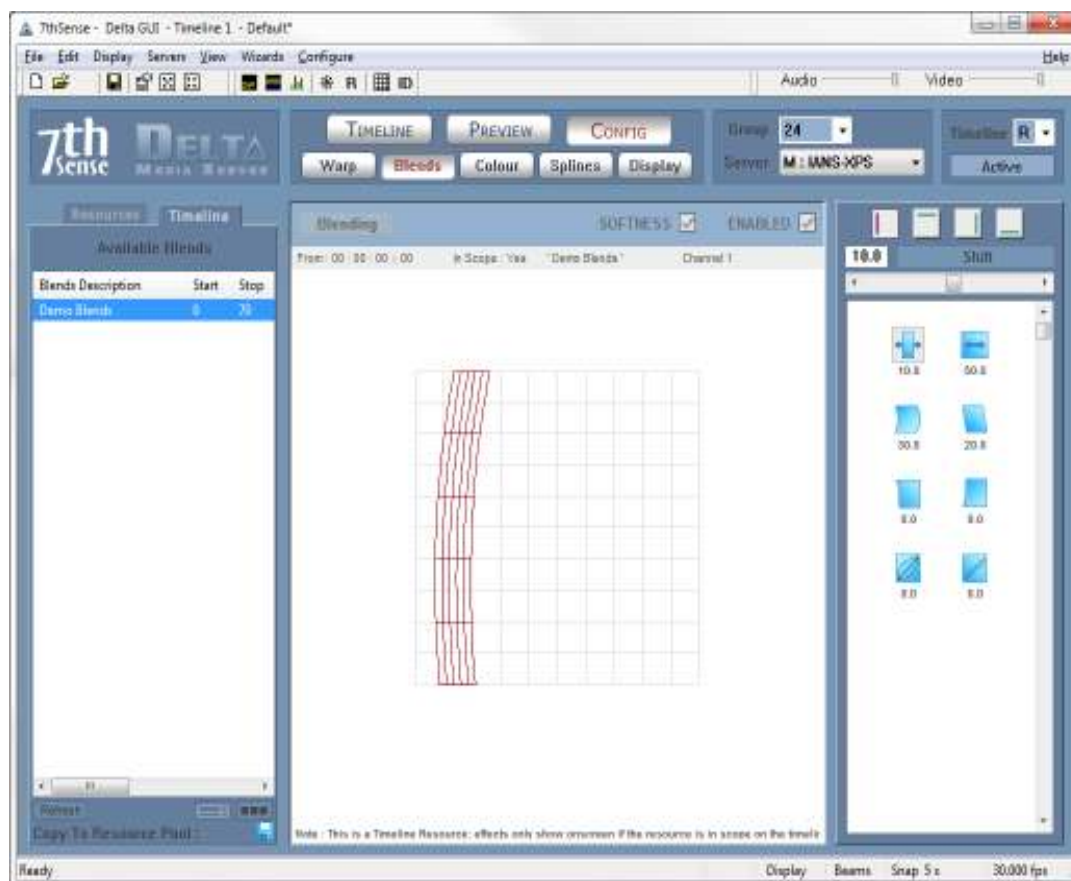 7thSense - Delta GUI - Timeline 1 - Default*
File Edit Display Servers View Wizards Configure Help
R ID Audio Video
7th Sense DELTA Media Server
TIMELINE PREVIEW CONFIG
Warp Blends Colour Splines Display
Group 24
Server M : IANS-XPS
Timeline R
Active
Resources Timeline
Available Blends
Blends Description Start Stop
Demo Blends 0 20
Refresh
Copy To Resource Pool :
Blending SOFTNESS ENABLED
From: 00 : 00 : 00 : 00 In Scope : Yes "Demo Blends" Channel 1
Note : This is a Timeline Resource; effects only show onscreen if the resource is in scope on the timelin
10.0 Shift
10.0 50.0
30.0 20.0
0.0 0.0
0.0 0.0
Ready Display Beams Snap 5 s 30.000 fps